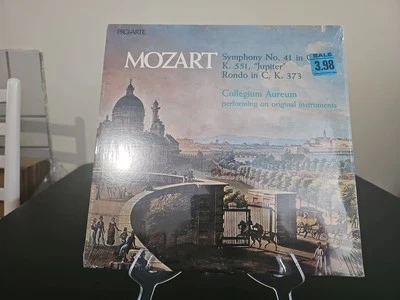 PRO ARTE
MOZART
Symphony No. 41 in
K. 551, "Jupiter"
Rondo in C, K. 373
SALE
3.98
Collegium Aureum
performing on original instruments